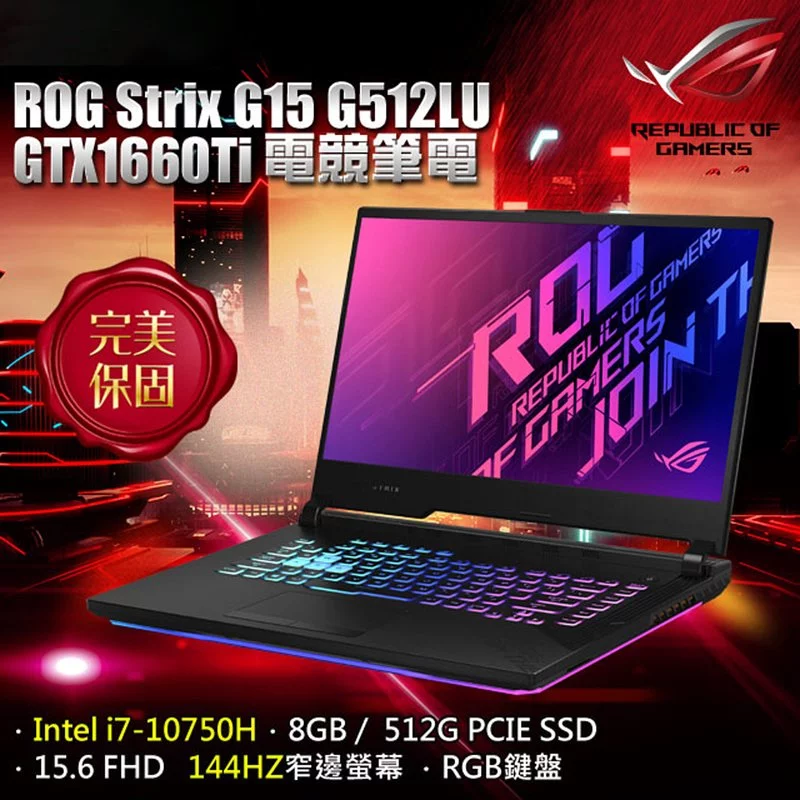 ROG Strix G15 G512LU
GTX1660Ti 電競筆電
REPUBLIC OF
GAMERS
完美
保固
ROG
REPUBLIC OF GAMERS
OF GAMERS
JOIN TH
STRIX
· Intel i7-10750H · 8GB / 512G PCIE SSD
· 15.6 FHD 144HZ窄邊螢幕 · RGB鍵盤